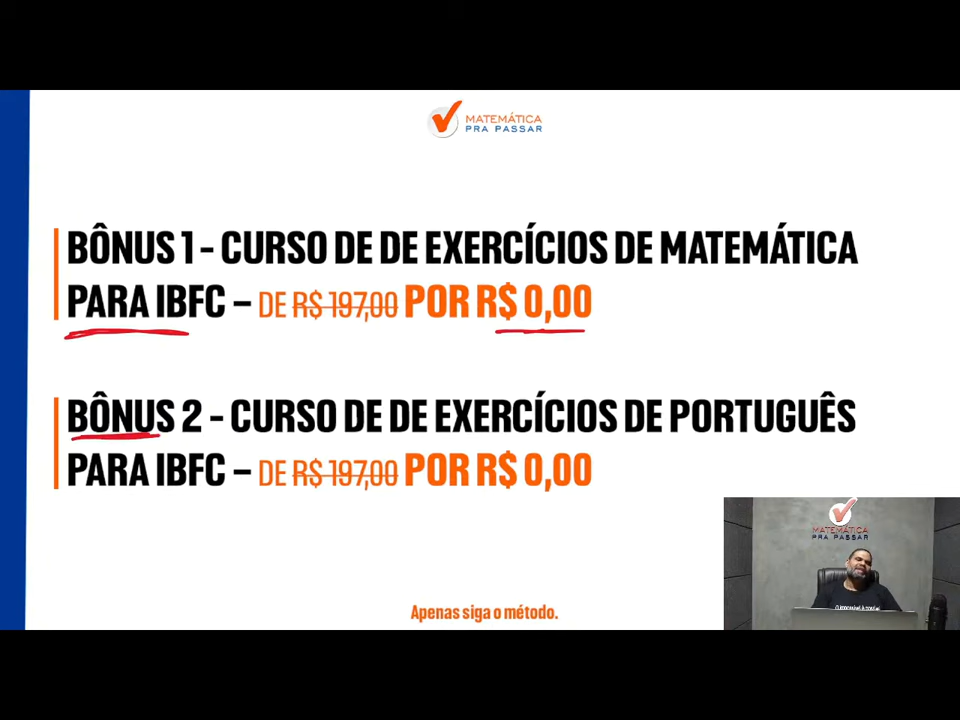 MATEMÁTICA
PRA PASSAR
BÔNUS 1 - CURSO DE DE EXERCÍCIOS DE MATEMÁTICA
PARA IBFC – DE R$ 197,00 POR R$ 0,00
BÔNUS 2 - CURSO DE DE EXERCÍCIOS DE PORTUGUÊS
PARA IBFC – DE R$ 197,00 POR R$ 0,00
MATEMÁTICA
PRA PASSAR
Apenas siga o método.